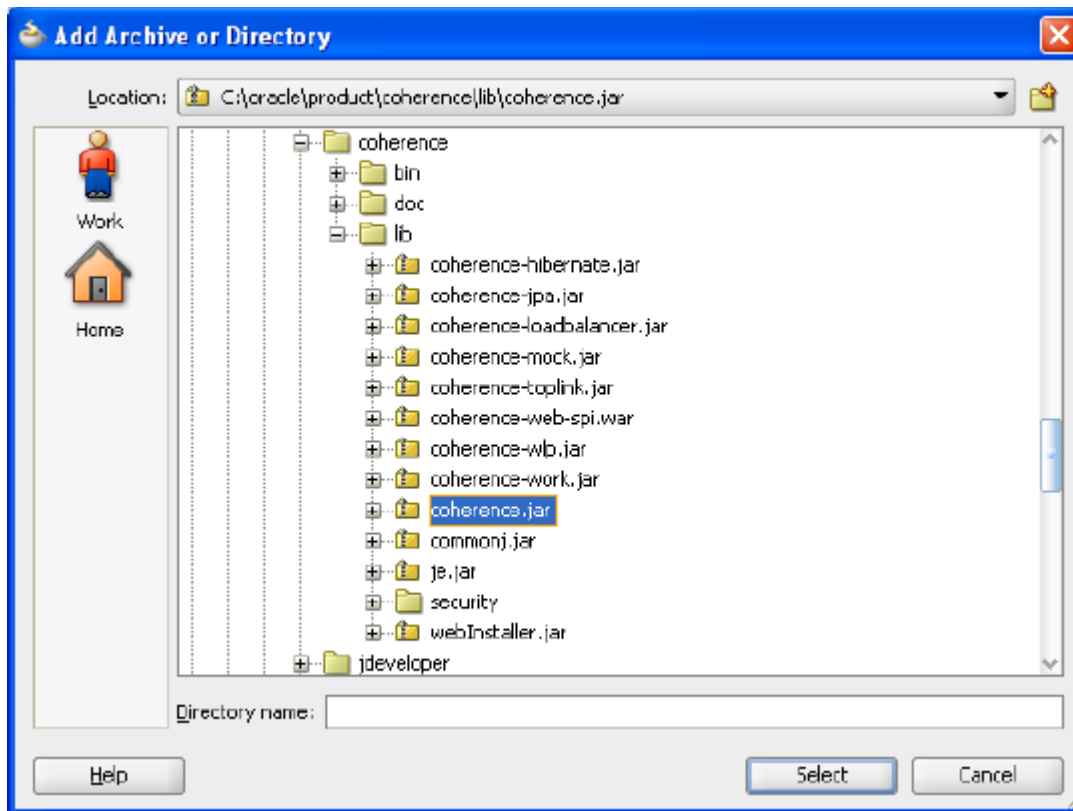 Add Archive or Directory
Location: C:\oracle\product\coherence\lib\coherence.jar
Work
Home
coherence
bin
doc
lib
coherence-hibernate.jar
coherence-jpa.jar
coherence-loadbalancer.jar
coherence-mock.jar
coherence-toplink.jar
coherence-web-spi.war
coherence-wlp.jar
coherence-work.jar
coherence.jar
commonj.jar
je.jar
security
webInstaller.jar
jdeveloper
Directory name:
Help Select Cancel